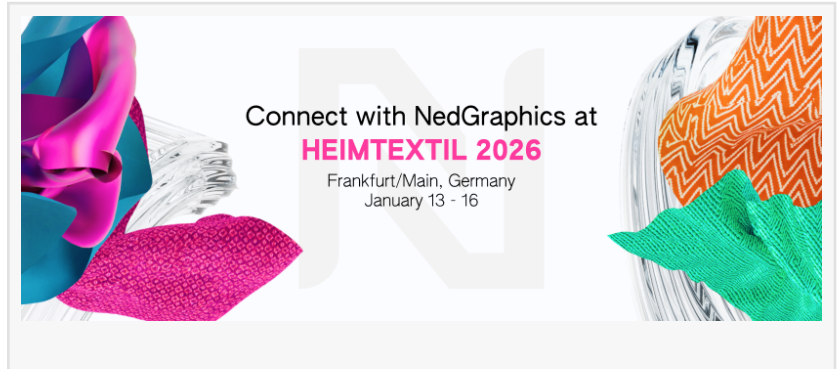 Connect with NedGraphics at
HEIMTEXTIL 2026
Frankfurt/Main, Germany
January 13 - 16